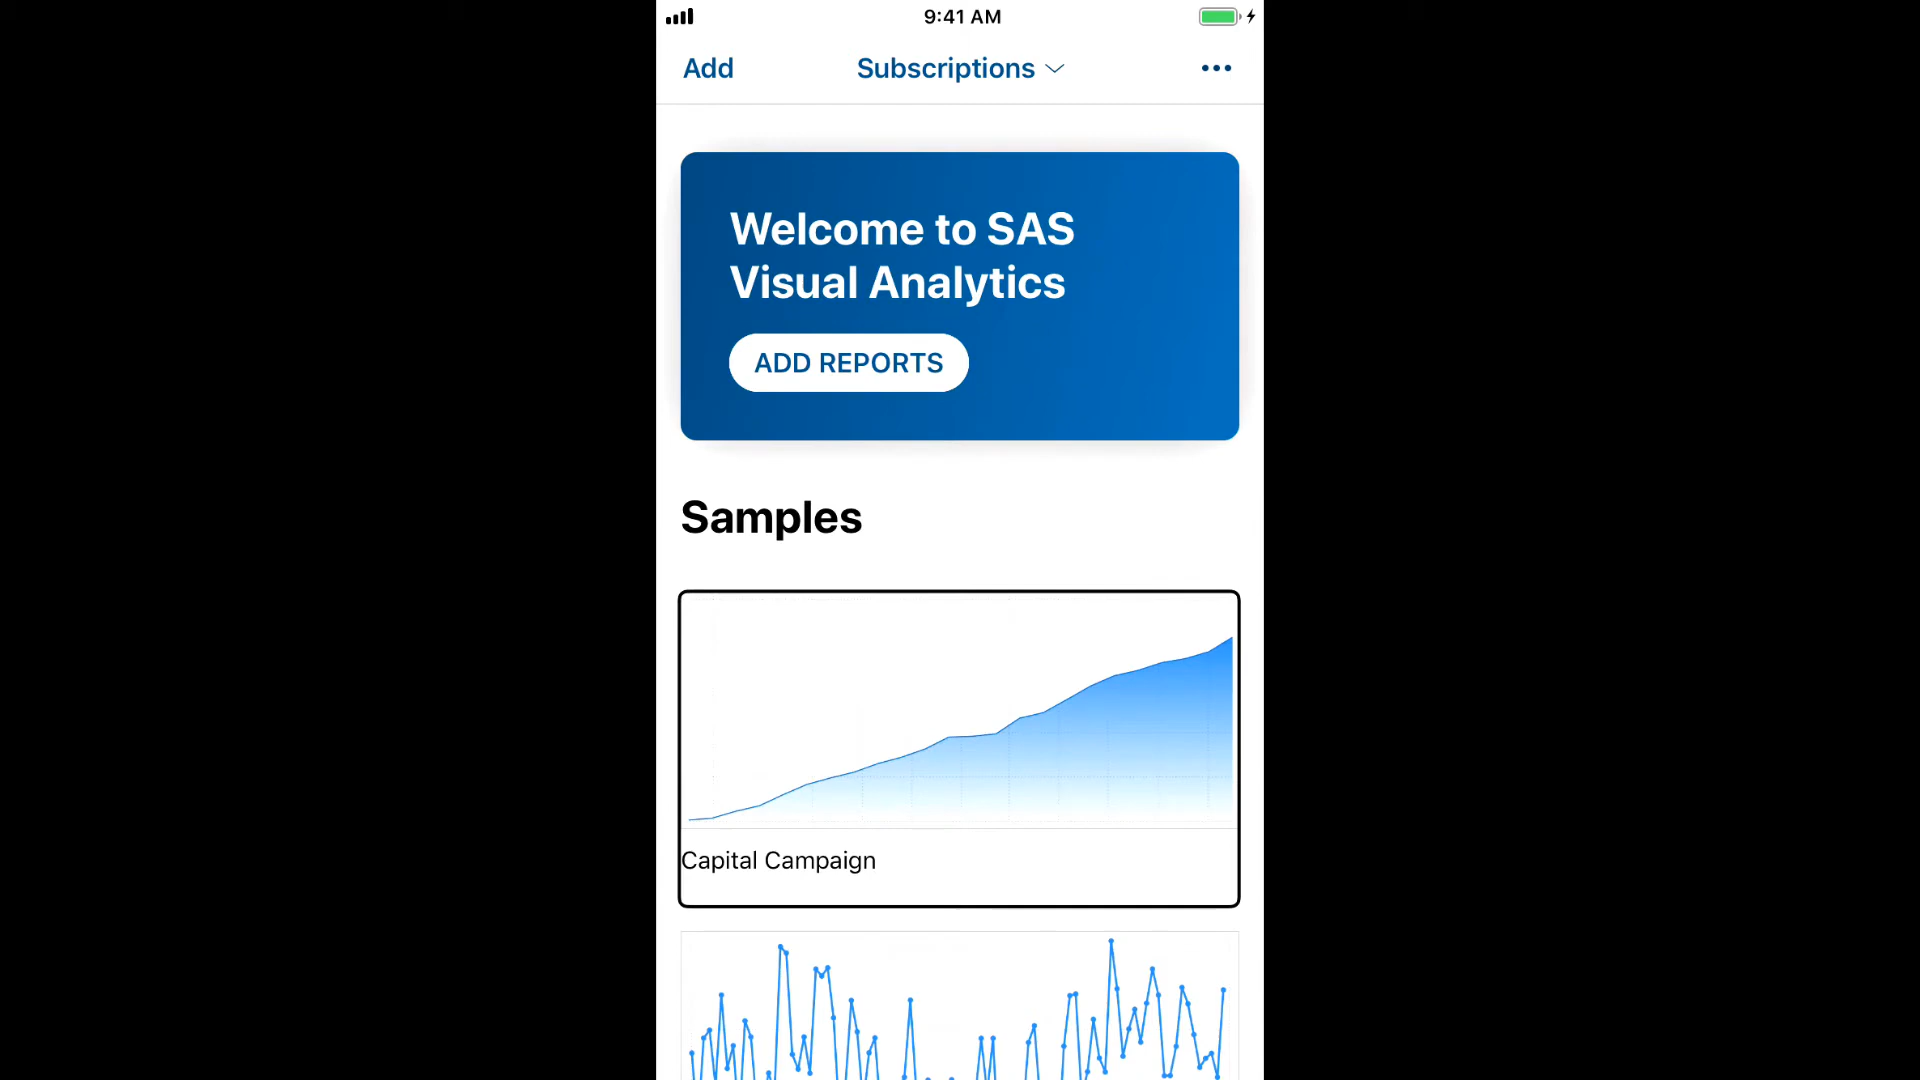 9:41 AM
Add
Subscriptions
Welcome to SAS
Visual Analytics
ADD REPORTS
Samples
Capital Campaign